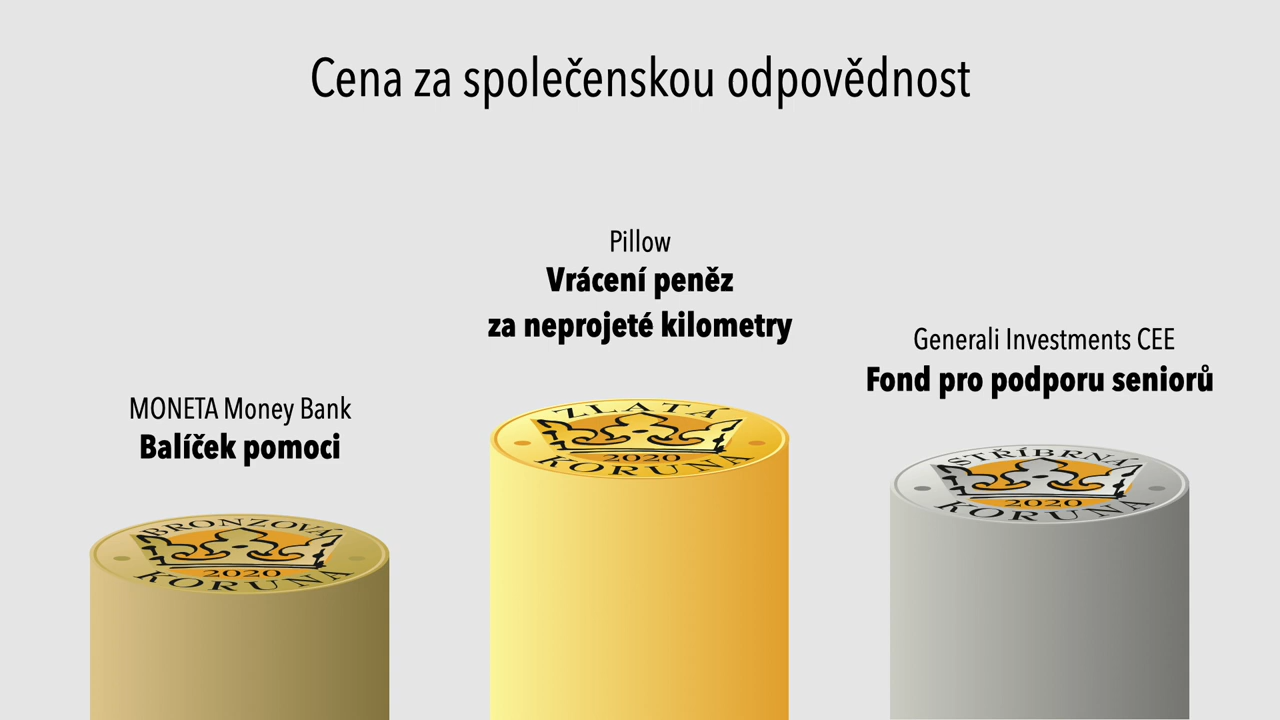 Cena za společenskou odpovědnost
Pillow
Vrácení peněz
za neprojeté kilometry
Generali Investments CEE
Fond pro podporu seniorů
MONETA Money Bank
Balíček pomoci
ZLATÁ
2020
KORUNA
STŘÍBRNÁ
2020
KORUNA
BRONZOVÁ
2020
KORUNA